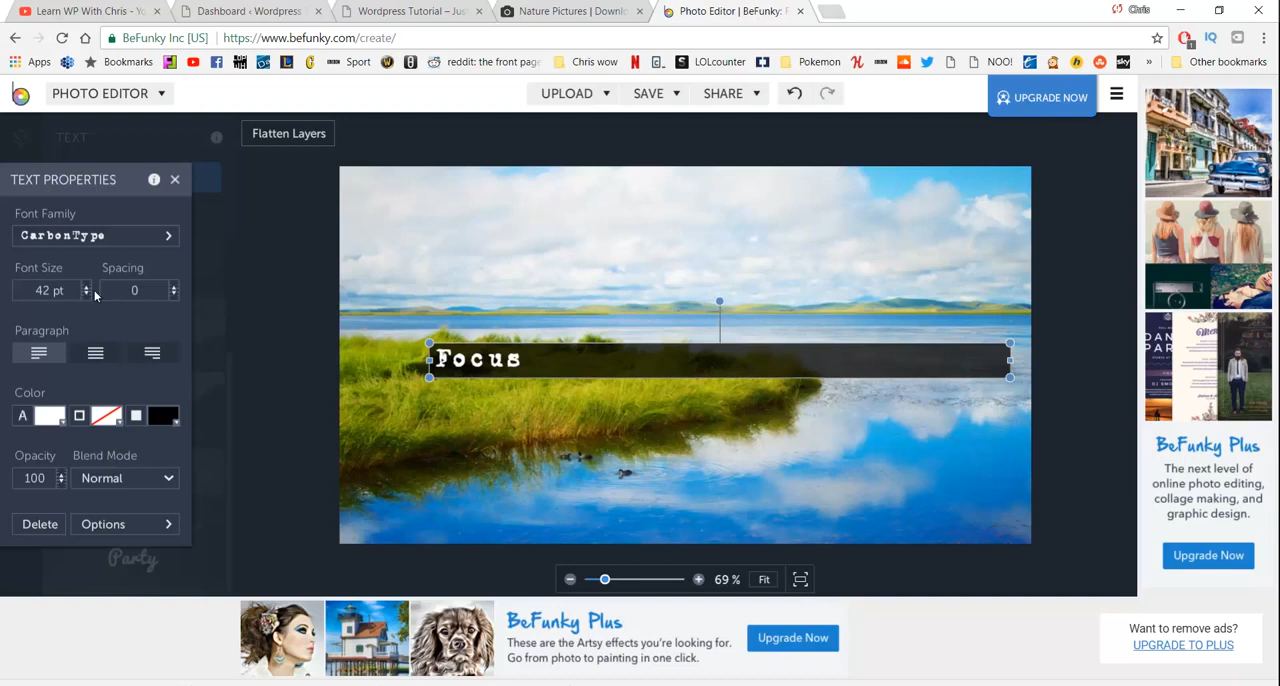 Learn WP With Chris - Y
Dashboard ‹ Wordpress
Wordpress Tutorial – Jus
Nature Pictures | Downlo
Photo Editor | BeFunky: F
Chris
BeFunky Inc [US] https://www.befunky.com/create/
Apps Bookmarks Sport reddit: the front page Chris wow LOLcounter Pokemon NOO! sky » Other bookmarks
PHOTO EDITOR UPLOAD SAVE SHARE UPGRADE NOW
TEXT
Flatten Layers
TEXT PROPERTIES
Font Family
CarbonType
Font Size Spacing
42 pt 0
Paragraph
Color
A
Opacity Blend Mode
100 Normal
Delete Options
Party
Focus
69 % Fit
BeFunky Plus
The next level of
online photo editing,
collage making, and
graphic design.
Upgrade Now
BeFunky Plus
These are the Artsy effects you're looking for.
Go from photo to painting in one click.
Upgrade Now
Want to remove ads?
UPGRADE TO PLUS